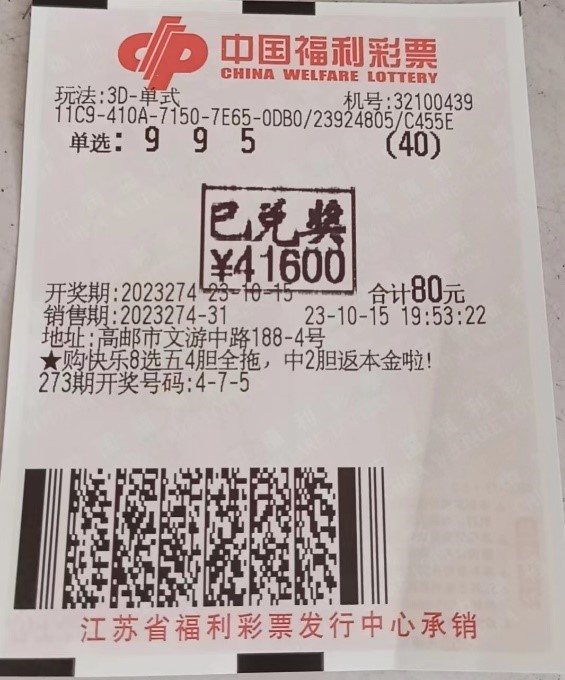 中国福利彩票
CHINA WELFARE LOTTERY
玩法:3D-单式 机号:32100439
11C9-410A-7150-7E65-0DB0/23924805/C455E
单选: 9 9 5 (40)
已兑奖
¥41600
开奖期:2023274 23-10-15 合计80元
销售期:2023274-31 23-10-15 19:53:22
地址:高邮市文游中路188-4号
★购快乐8选五4胆全拖，中2胆返本金啦!
273期开奖号码:4-7-5
江苏省福利彩票发行中心承销